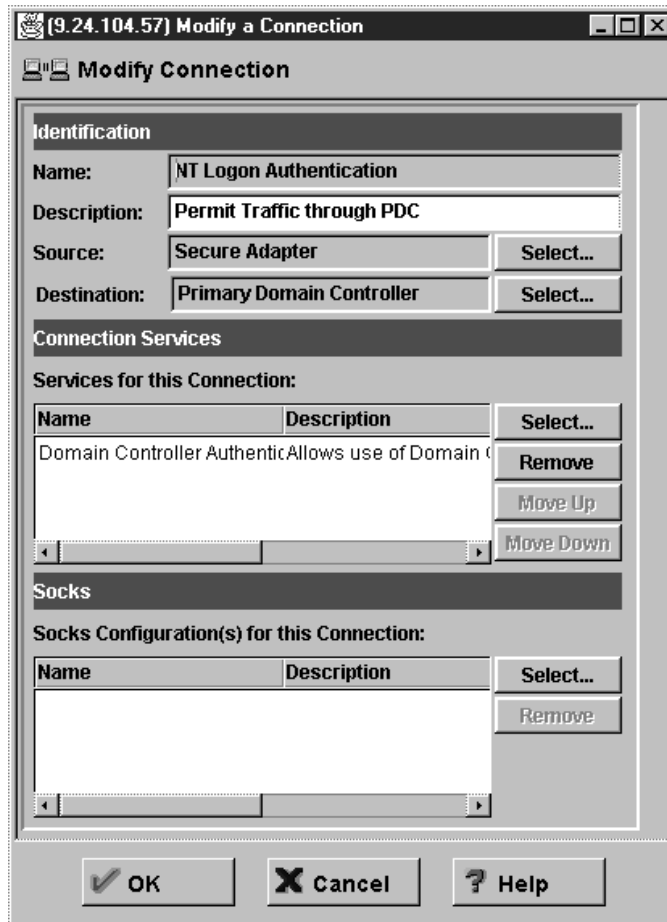 (9.24.104.57) Modify a Connection
Modify Connection
Identification
Name: NT Logon Authentication
Description: Permit Traffic through PDC
Source: Secure Adapter Select...
Destination: Primary Domain Controller Select...
Connection Services
Services for this Connection:
Name Description Select...
Domain Controller Authentic Allows use of Domain
Remove
Move Up
Move Down
Socks
Socks Configuration(s) for this Connection:
Name Description Select...
Remove
OK Cancel Help